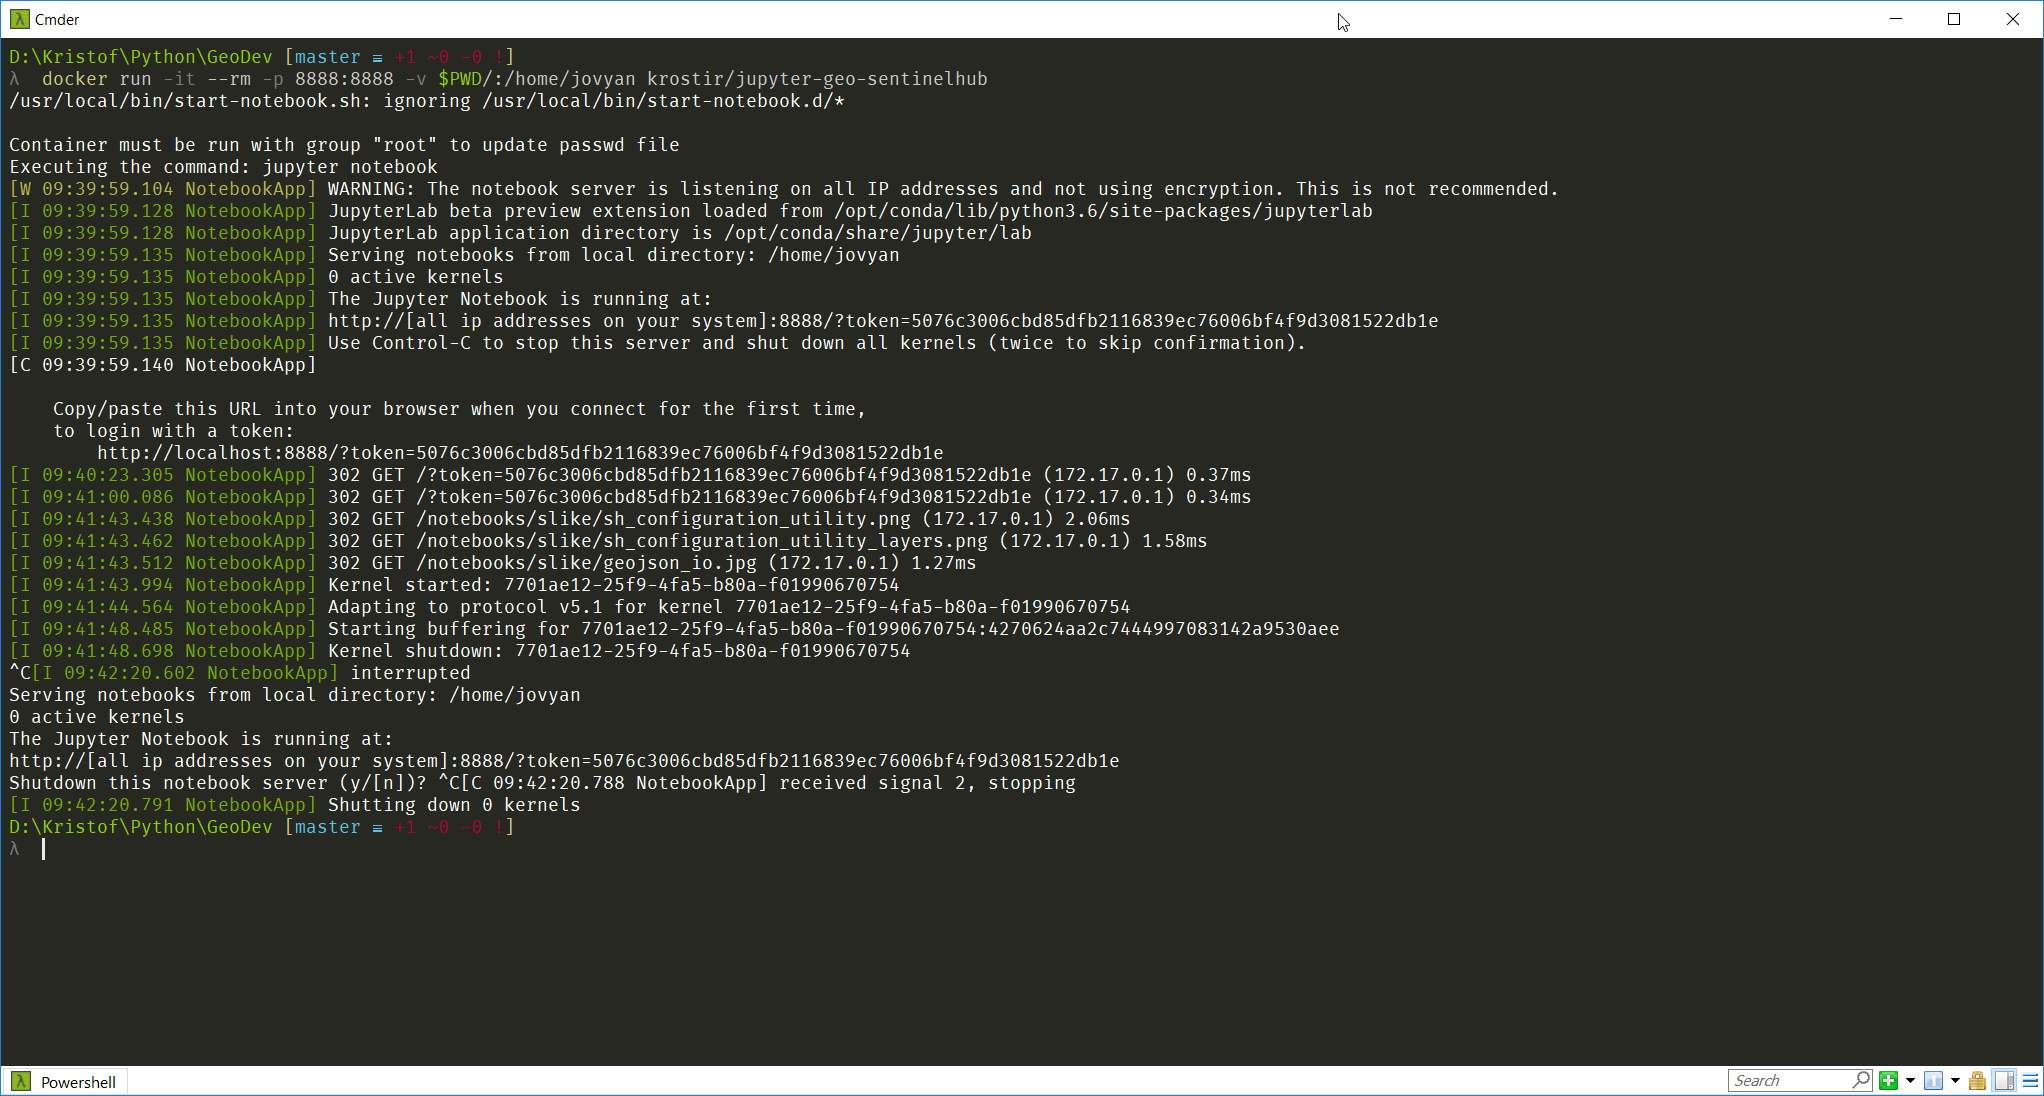 Cmder
D:\Kristof\Python\GeoDev [master ≡ +1 ~0 -0 !]
λ  docker run -it --rm -p 8888:8888 -v $PWD/:/home/jovyan krostir/jupyter-geo-sentinelhub
/usr/local/bin/start-notebook.sh: ignoring /usr/local/bin/start-notebook.d/*
Container must be run with group "root" to update passwd file
Executing the command: jupyter notebook
[W 09:39:59.104 NotebookApp] WARNING: The notebook server is listening on all IP addresses and not using encryption. This is not recommended.
[I 09:39:59.128 NotebookApp] JupyterLab beta preview extension loaded from /opt/conda/lib/python3.6/site-packages/jupyterlab
[I 09:39:59.128 NotebookApp] JupyterLab application directory is /opt/conda/share/jupyter/lab
[I 09:39:59.135 NotebookApp] Serving notebooks from local directory: /home/jovyan
[I 09:39:59.135 NotebookApp] 0 active kernels
[I 09:39:59.135 NotebookApp] The Jupyter Notebook is running at:
[I 09:39:59.135 NotebookApp] http://[all ip addresses on your system]:8888/?token=5076c3006cbd85dfb2116839ec76006bf4f9d3081522db1e
[I 09:39:59.135 NotebookApp] Use Control-C to stop this server and shut down all kernels (twice to skip confirmation).
[C 09:39:59.140 NotebookApp]
    Copy/paste this URL into your browser when you connect for the first time,
    to login with a token:
        http://localhost:8888/?token=5076c3006cbd85dfb2116839ec76006bf4f9d3081522db1e
[I 09:40:23.305 NotebookApp] 302 GET /?token=5076c3006cbd85dfb2116839ec76006bf4f9d3081522db1e (172.17.0.1) 0.37ms
[I 09:41:00.086 NotebookApp] 302 GET /?token=5076c3006cbd85dfb2116839ec76006bf4f9d3081522db1e (172.17.0.1) 0.34ms
[I 09:41:43.438 NotebookApp] 302 GET /notebooks/slike/sh_configuration_utility.png (172.17.0.1) 2.06ms
[I 09:41:43.462 NotebookApp] 302 GET /notebooks/slike/sh_configuration_utility_layers.png (172.17.0.1) 1.58ms
[I 09:41:43.512 NotebookApp] 302 GET /notebooks/slike/geojson_io.jpg (172.17.0.1) 1.27ms
[I 09:41:43.994 NotebookApp] Kernel started: 7701ae12-25f9-4fa5-b80a-f01990670754
[I 09:41:44.564 NotebookApp] Adapting to protocol v5.1 for kernel 7701ae12-25f9-4fa5-b80a-f01990670754
[I 09:41:48.485 NotebookApp] Starting buffering for 7701ae12-25f9-4fa5-b80a-f01990670754:4270624aa2c7444997083142a9530aee
[I 09:41:48.698 NotebookApp] Kernel shutdown: 7701ae12-25f9-4fa5-b80a-f01990670754
^C[I 09:42:20.602 NotebookApp] interrupted
Serving notebooks from local directory: /home/jovyan
0 active kernels
The Jupyter Notebook is running at:
http://[all ip addresses on your system]:8888/?token=5076c3006cbd85dfb2116839ec76006bf4f9d3081522db1e
Shutdown this notebook server (y/[n])? ^C[C 09:42:20.788 NotebookApp] received signal 2, stopping
[I 09:42:20.791 NotebookApp] Shutting down 0 kernels
D:\Kristof\Python\GeoDev [master ≡ +1 ~0 -0 !]
λ
λ Powershell
Search